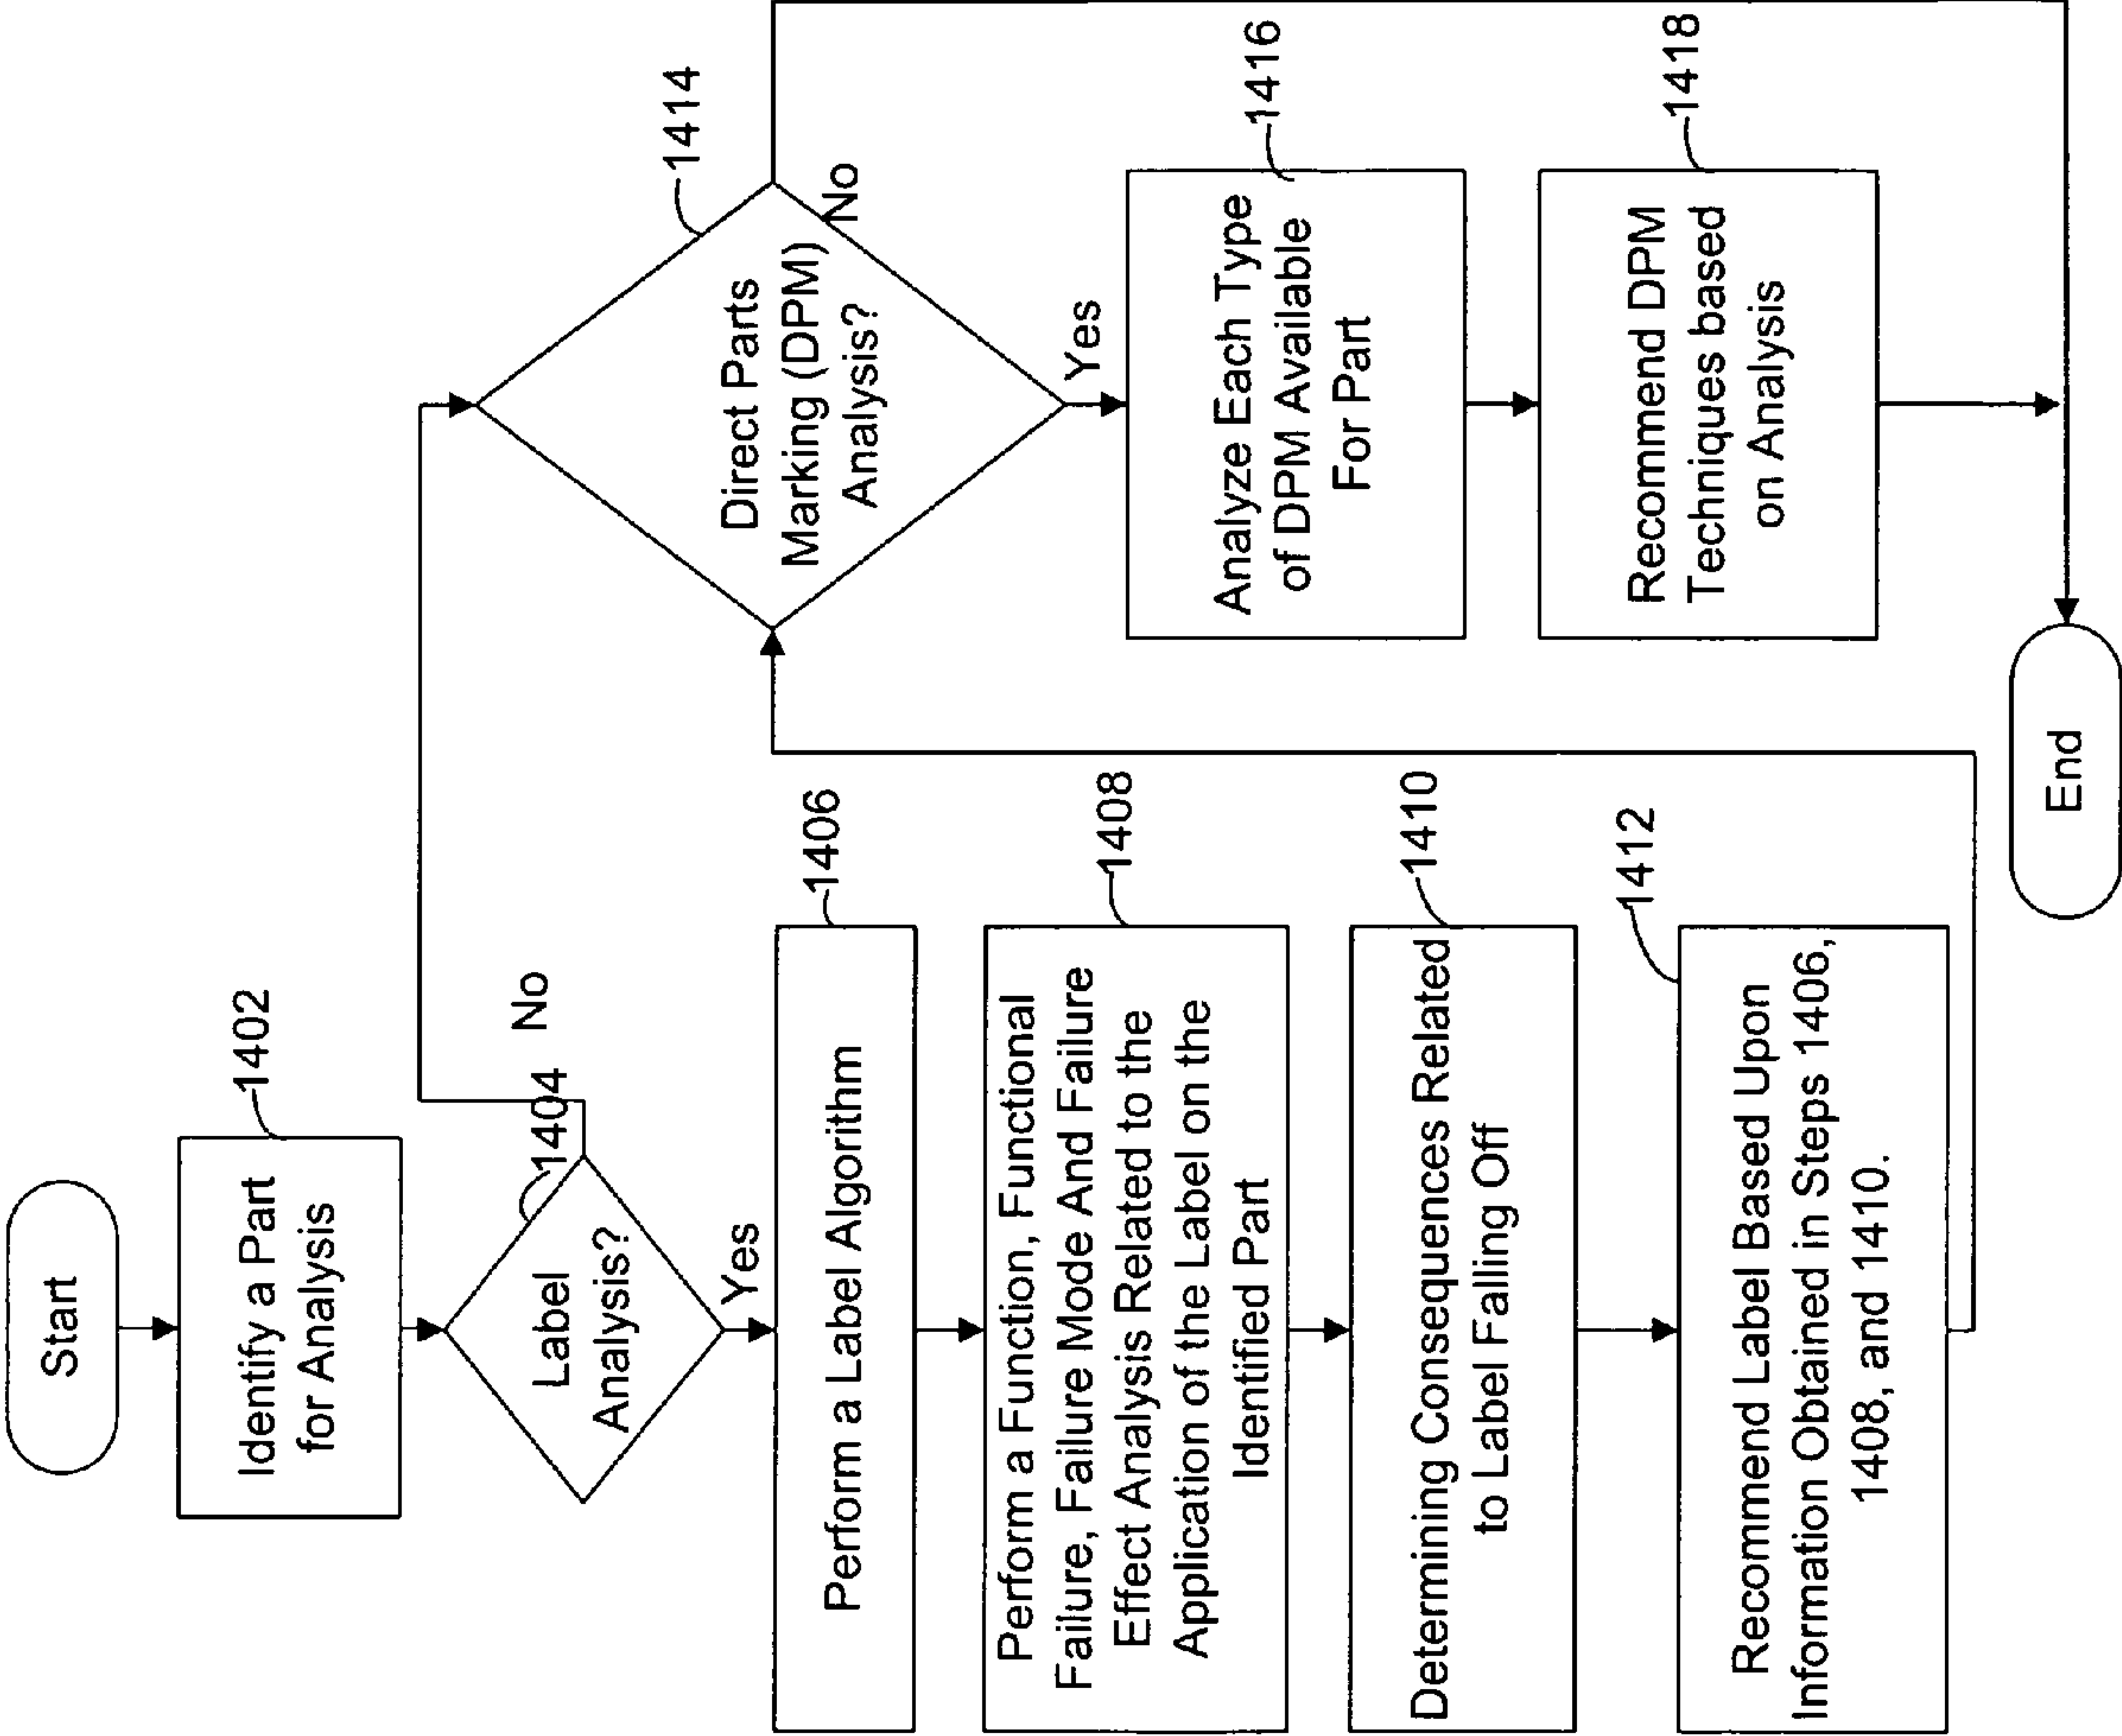 Start
1402
Identify a Part
for Analysis
1404
No
Label
Analysis?
Yes
1406
Perform a Label Algorithm
1408
Perform a Function, Functional
Failure, Failure Mode And Failure
Effect Analysis Related to the
Application of the Label on the
Identified Part
1410
Determining Consequences Related
to Label Falling Off
1412
Recommend Label Based Upon
Information Obtained in Steps 1406,
1408, and 1410.
1414
Direct Parts
Marking (DPM)
Analysis?
No
Yes
1416
Analyze Each Type
of DPM Available
For Part
1418
Recommend DPM
Techniques based
on Analysis
End